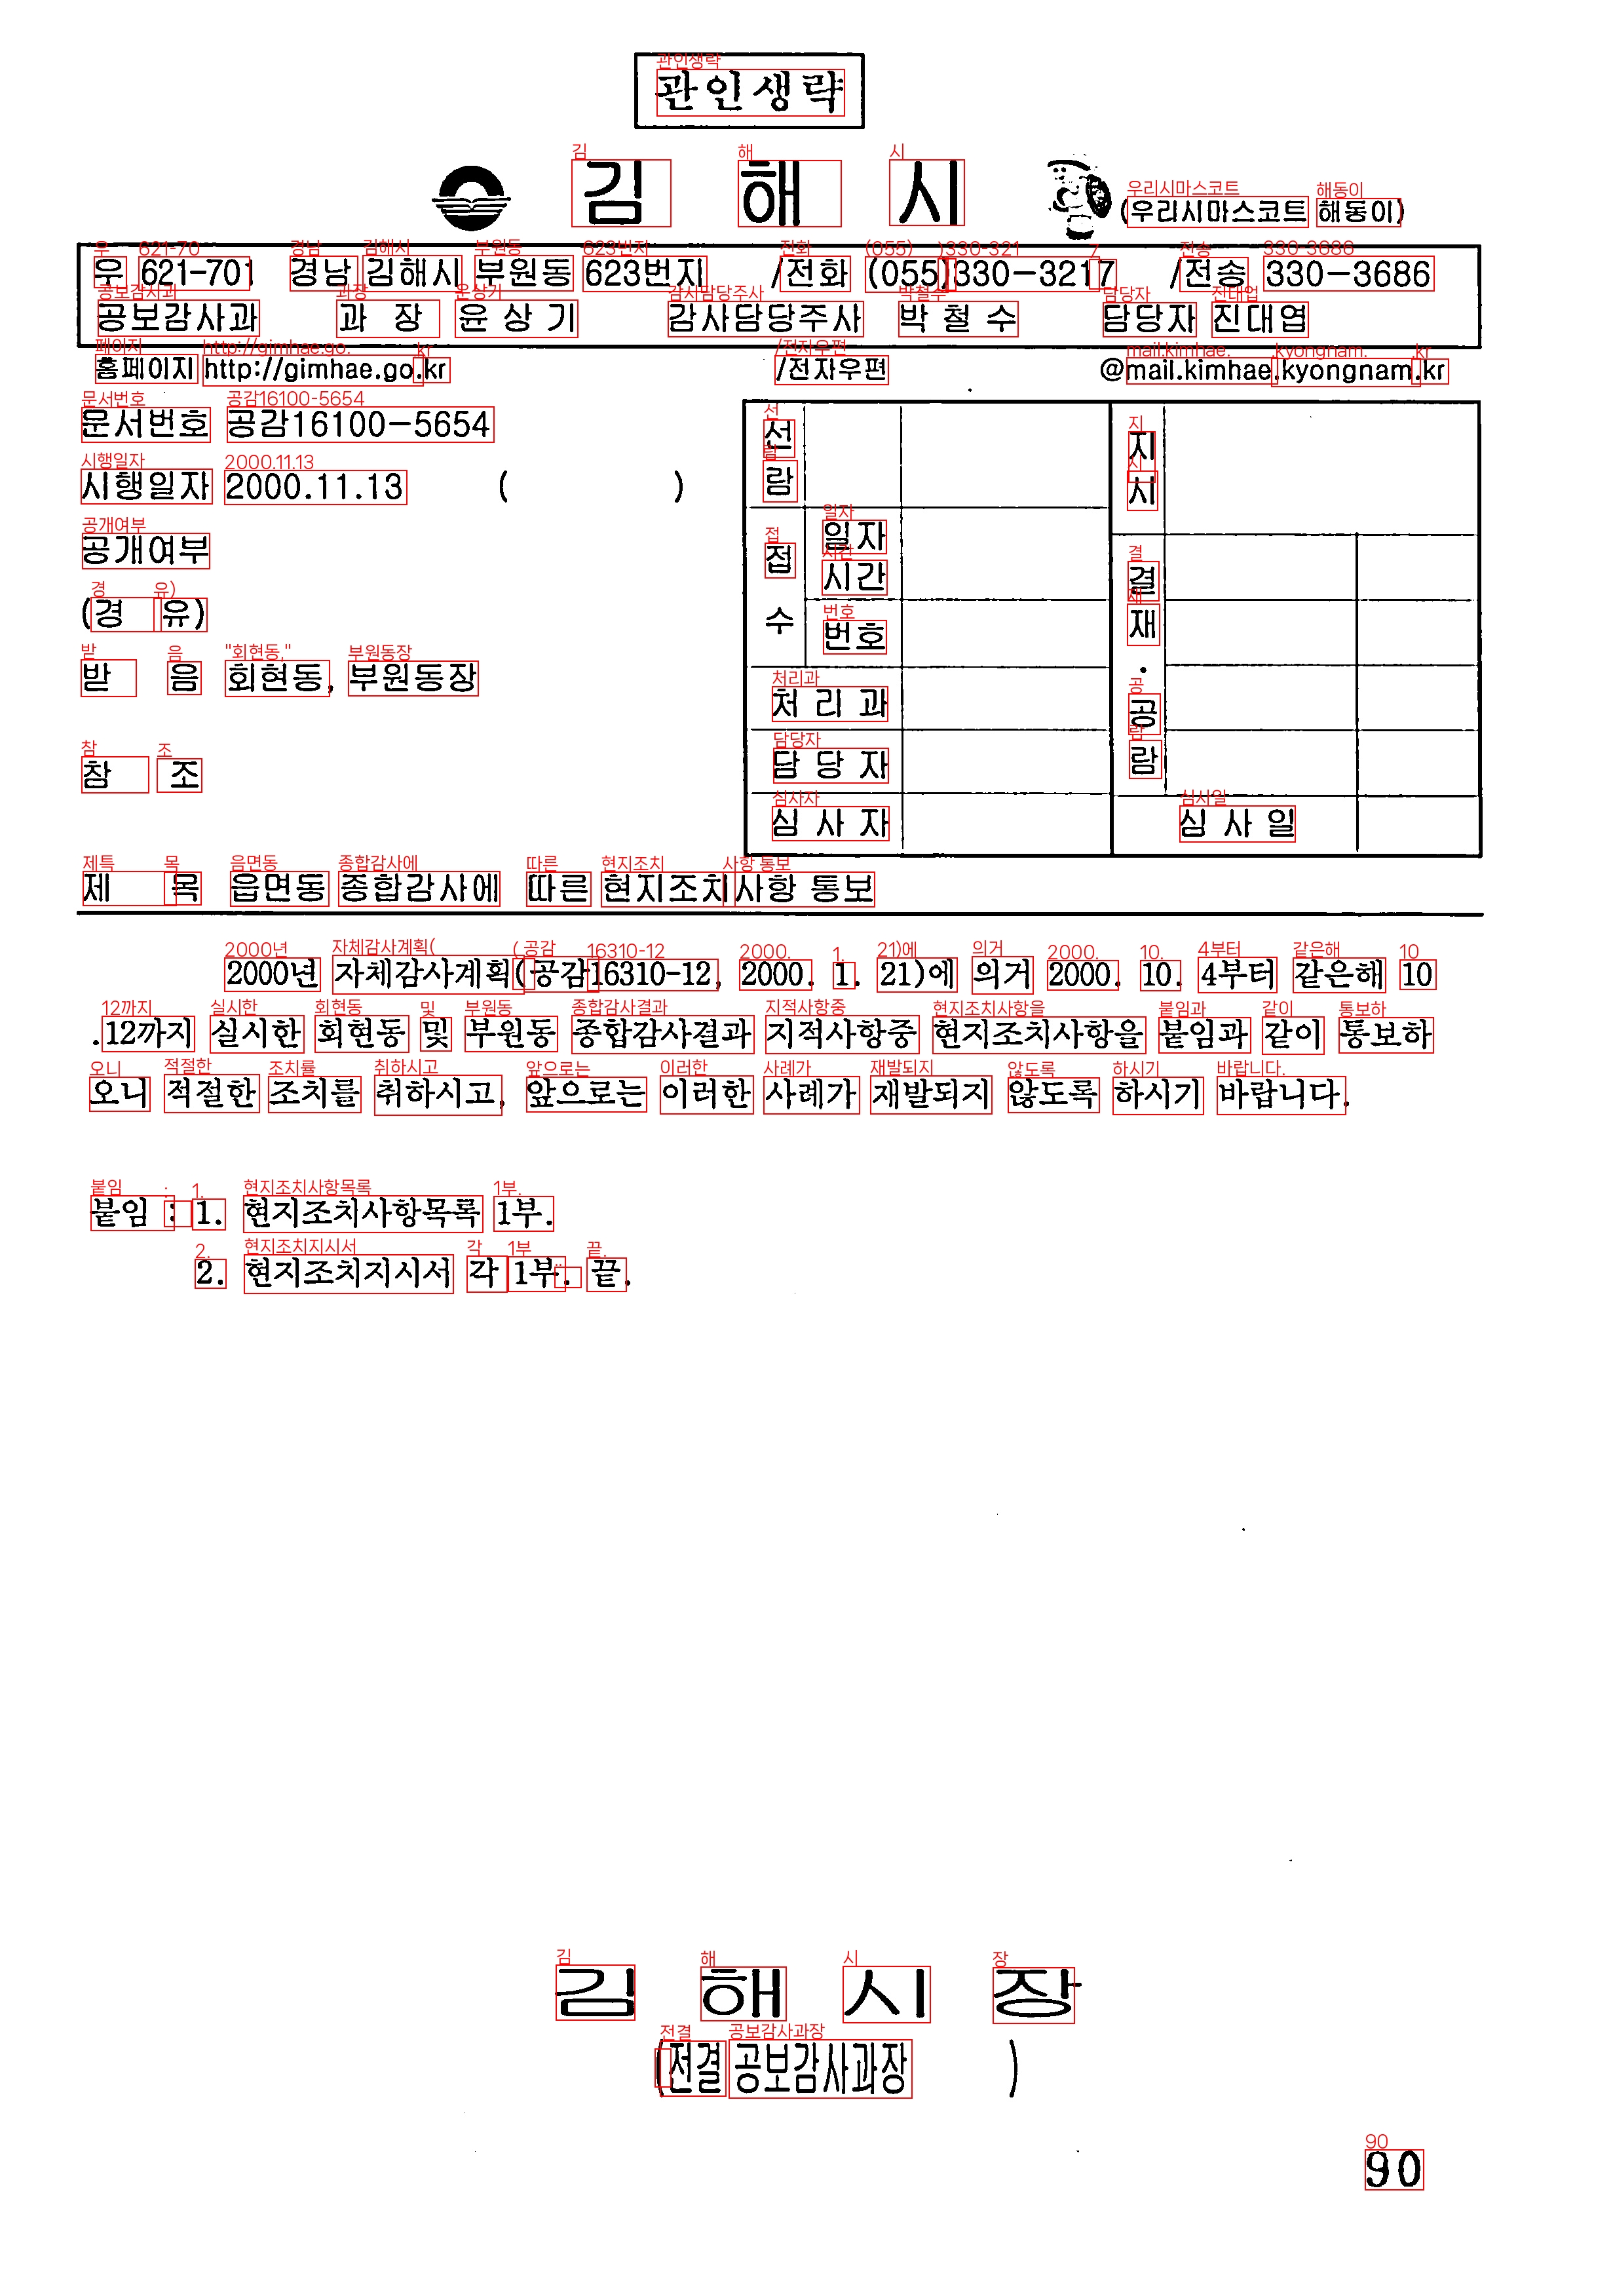 관인생략
김 해 시 (우리시마스코트 해동이)
우 621-701 경남 김해시 부원동 623번지 /전화 (055)330-3217 /전송 330-3686
공보감사과 과 장 윤 상 기 감사담당주사 박 철 수 담당자 진대엽
홈페이지 http://gimhae.go.kr /전자우편 @mail.kimhae.kyongnam.kr
문서번호 공감16100-5654
시행일자 2000.11.13 ( )
공개여부
(경 유)
받 음 회현동, 부원동장
참 조
선람
접수
일자
시간
번호
처 리 과
담 당 자
심 사 자
지시
결재·공람
심 사 일
제 목 읍면동 종합감사에 따른 현지조치사항 통보
2000년 자체감사계획(공감16310-12, 2000. 1. 21)에 의거 2000. 10. 4부터 같은해 10
.12까지 실시한 회현동 및 부원동 종합감사결과 지적사항중 현지조치사항을 붙임과 같이 통보하
오니 적절한 조치를 취하시고, 앞으로는 이러한 사례가 재발되지 않도록 하시기 바랍니다.
붙임 : 1. 현지조치사항목록 1부.
2. 현지조치지시서 각 1부. 끝.
김 해 시 장
(전결 공보감사과장 )
90